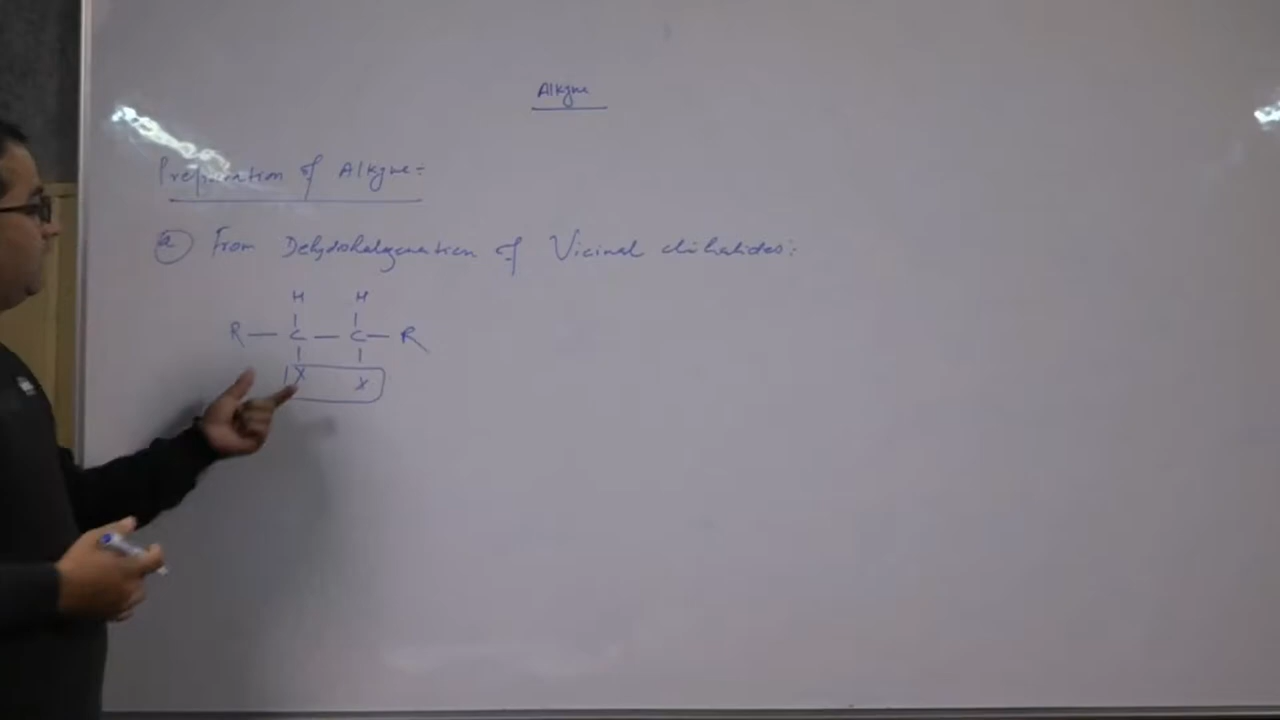 Alkyne
Preparation of Alkyne:
(a) From Dehydrohalogenation of Vicinal dihalides:
H H
R — C — C — R
X X